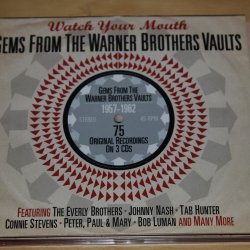 Watch Your Mouth
GEMS FROM THE WARNER BROTHERS VAULTS
GEMS FROM THE
WARNER BROTHERS VAULTS
1957-1962
STEREO
45 RPM
75
ORIGINAL RECORDINGS
ON 3 CDS
FEATURING THE EVERLY BROTHERS • JOHNNY NASH • TAB HUNTER
CONNIE STEVENS • PETER, PAUL & MARY • BOB LUMAN AND MANY MORE